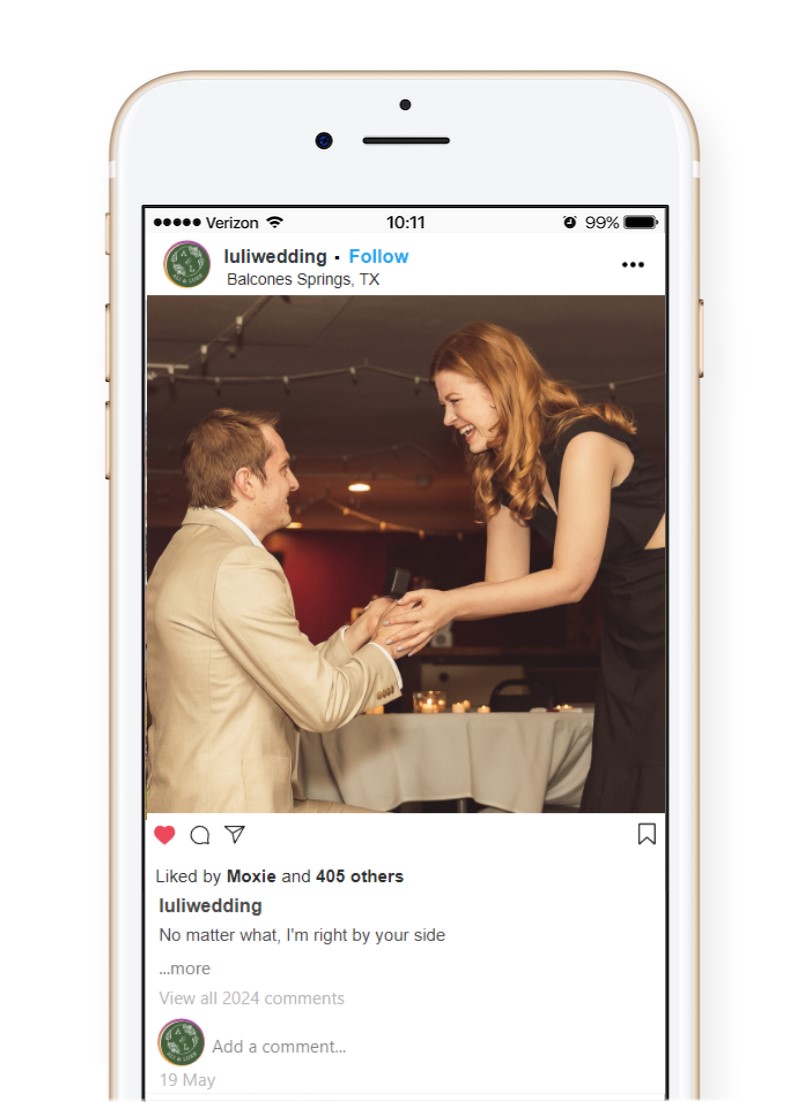 Verizon
10:11
99%
luliwedding • Follow
Balcones Springs, TX
Liked by Moxie and 405 others
luliwedding
No matter what, I'm right by your side
...more
View all 2024 comments
Add a comment...
19 May